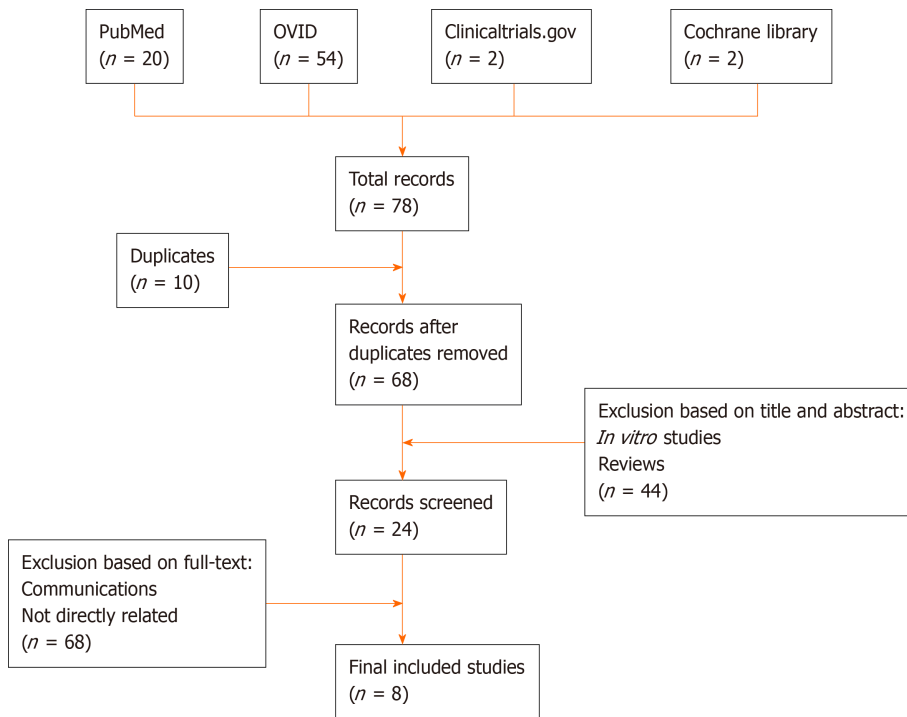 PubMed
(n = 20)
OVID
(n = 54)
Clinicaltrials.gov
(n = 2)
Cochrane library
(n = 2)
Total records
(n = 78)
Duplicates
(n = 10)
Records after
duplicates removed
(n = 68)
Exclusion based on title and abstract:
In vitro studies
Reviews
(n = 44)
Records screened
(n = 24)
Exclusion based on full-text:
Communications
Not directly related
(n = 68)
Final included studies
(n = 8)